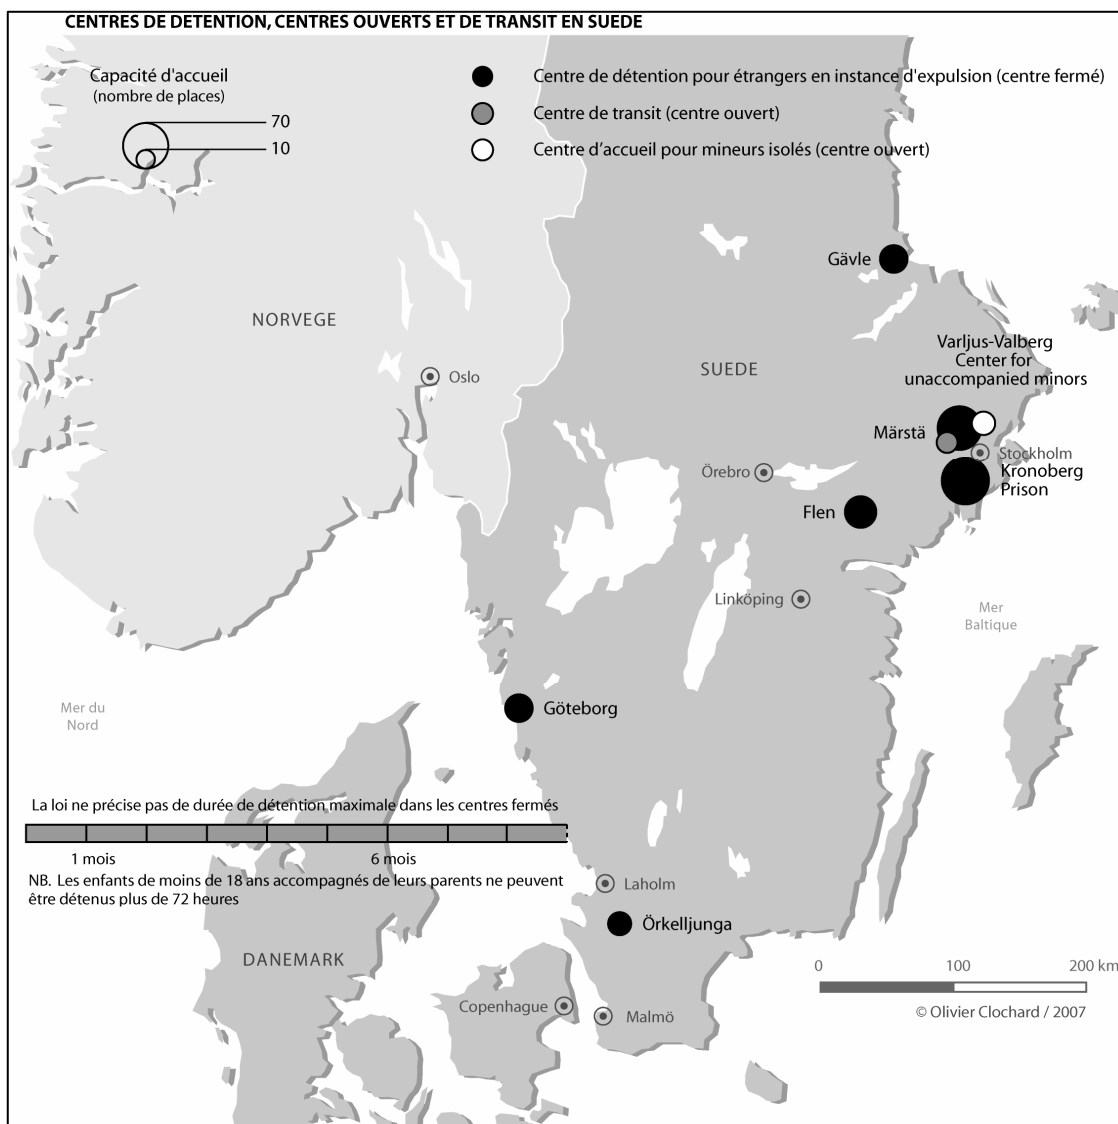 CENTRES DE DETENTION, CENTRES OUVERTS ET DE TRANSIT EN SUEDE
Capacité d'accueil
(nombre de places)
70
10
Centre de détention pour étrangers en instance d'expulsion (centre fermé)
Centre de transit (centre ouvert)
Centre d'accueil pour mineurs isolés (centre ouvert)
Gävle
NORVEGE
Varljus-Valberg
Center for
unaccompanied minors
SUEDE
Oslo
Märstä
Stockholm
Kronoberg
Prison
Örebro
Flen
Linköping
Mer
Baltique
Göteborg
Mer du
Nord
La loi ne précise pas de durée de détention maximale dans les centres fermés
1 mois
6 mois
NB. Les enfants de moins de 18 ans accompagnés de leurs parents ne peuvent
être détenus plus de 72 heures
Laholm
Örkelljunga
DANEMARK
0
100
200 km
Copenhague
Malmö
© Olivier Clochard / 2007